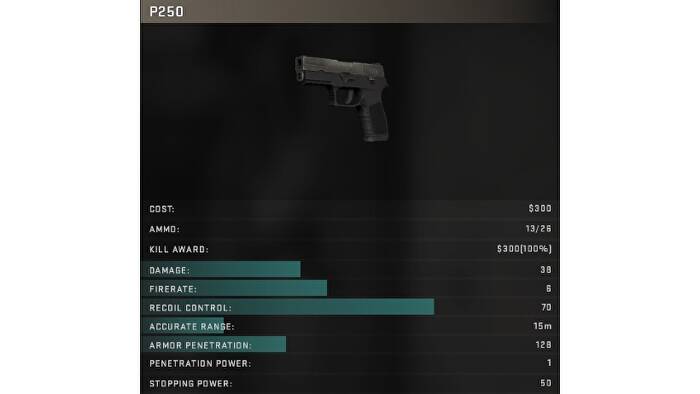 P250
COST: $300
AMMO: 13/26
KILL AWARD: $300(100%)
DAMAGE: 38
FIRERATE: 6
RECOIL CONTROL: 70
ACCURATE RANGE: 15m
ARMOR PENETRATION: 128
PENETRATION POWER: 1
STOPPING POWER: 50